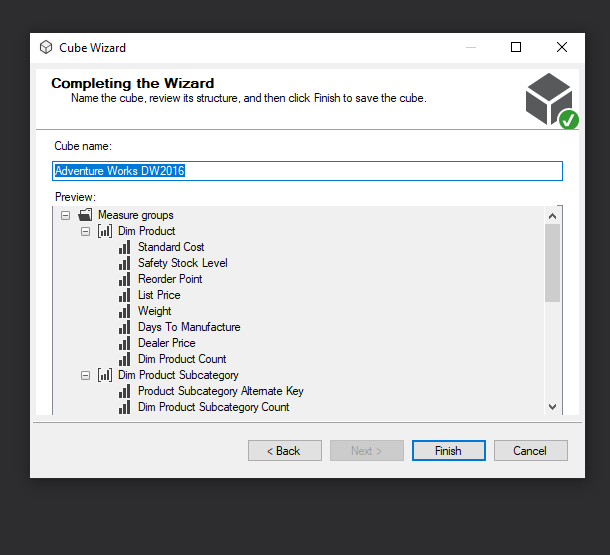 Cube Wizard
Completing the Wizard
Name the cube, review its structure, and then click Finish to save the cube.
Cube name:
Adventure Works DW2016
Preview:
Measure groups
Dim Product
Standard Cost
Safety Stock Level
Reorder Point
List Price
Weight
Days To Manufacture
Dealer Price
Dim Product Count
Dim Product Subcategory
Product Subcategory Alternate Key
Dim Product Subcategory Count
< Back Next > Finish Cancel